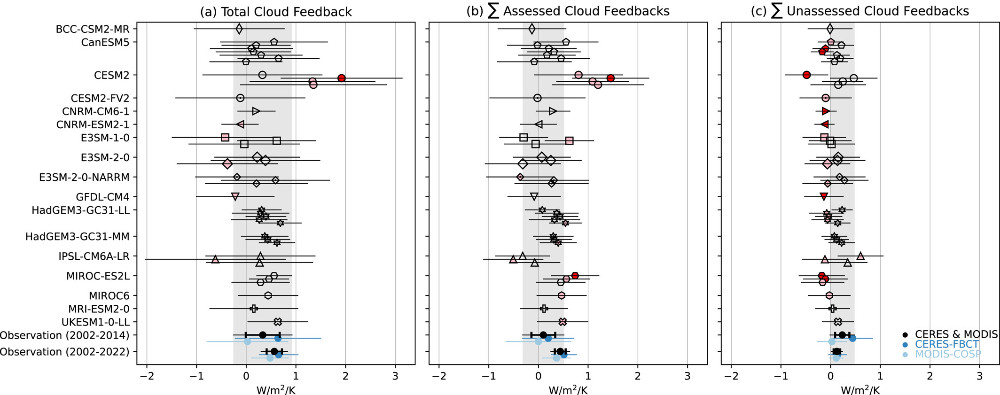 (a) Total Cloud Feedback
(b) ∑ Assessed Cloud Feedbacks
(c) ∑ Unassessed Cloud Feedbacks
BCC-CSM2-MR
CanESM5
CESM2
CESM2-FV2
CNRM-CM6-1
CNRM-ESM2-1
E3SM-1-0
E3SM-2-0
E3SM-2-0-NARRM
GFDL-CM4
HadGEM3-GC31-LL
HadGEM3-GC31-MM
IPSL-CM6A-LR
MIROC-ES2L
MIROC6
MRI-ESM2-0
UKESM1-0-LL
Observation (2002-2014)
Observation (2002-2022)
CERES & MODIS
CERES-FBCT
MODIS-COSP
−2 −1 0 1 2 3
−2 −1 0 1 2 3
−2 −1 0 1 2 3
W/m²/K
W/m²/K
W/m²/K